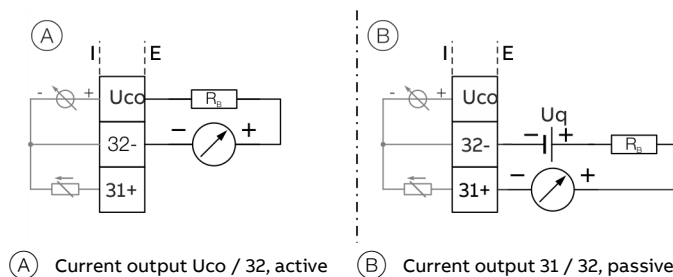 A
I E
- +
Uco
R_B
32-
− +
31+
B
I E
- +
Uco
Uq
− +
32-
R_B
31+
− +
A Current output Uco / 32, active
B Current output 31 / 32, passive